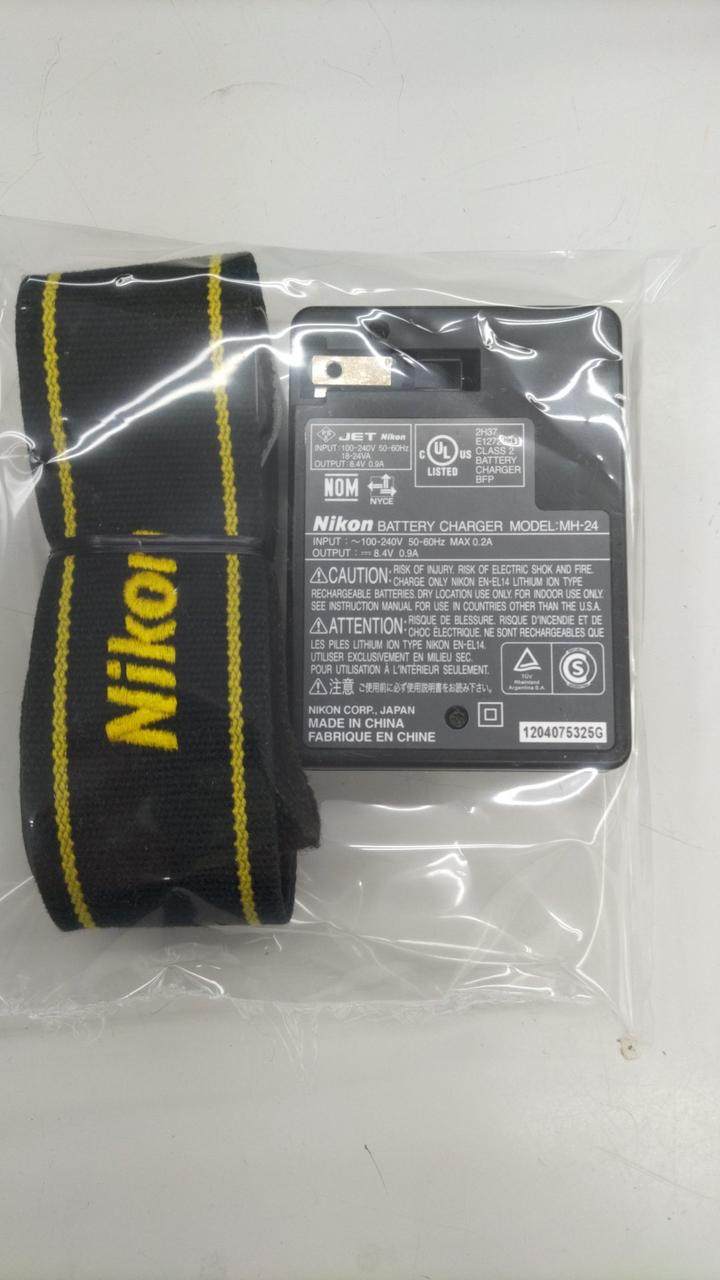 Nikon
JET Nikon
INPUT:100-240V 50-60Hz
18-24VA
OUTPUT: 8.4V 0.9A
C UL US
LISTED
2H37
CLASS 2
BATTERY
CHARGER
BFP
NOM
NYCE
Nikon BATTERY CHARGER MODEL:MH-24
INPUT : ～100-240V 50-60Hz MAX 0.2A
OUTPUT : ⎓ 8.4V 0.9A
⚠CAUTION: RISK OF INJURY. RISK OF ELECTRIC SHOK AND FIRE.
CHARGE ONLY NIKON EN-EL14 LITHIUM ION TYPE
RECHARGEABLE BATTERIES. DRY LOCATION USE ONLY. FOR INDOOR USE ONLY.
SEE INSTRUCTION MANUAL FOR USE IN COUNTRIES OTHER THAN THE U.S.A.
⚠ATTENTION: RISQUE DE BLESSURE. RISQUE D'INCENDIE ET DE
CHOC ÉLECTRIQUE. NE SONT RECHARGEABLES QUE
LES PILES LITHIUM ION TYPE NIKON EN-EL14.
UTILISER EXCLUSIVEMENT EN MILIEU SEC.
POUR UTILISATION À L'INTÉRIEUR SEULEMENT.
⚠注意 ご使用前に必ず使用説明書をお読み下さい。
TÜV
Rheinland
Argentina S.A.
S
NIKON CORP., JAPAN
MADE IN CHINA
FABRIQUE EN CHINE
1204075325G